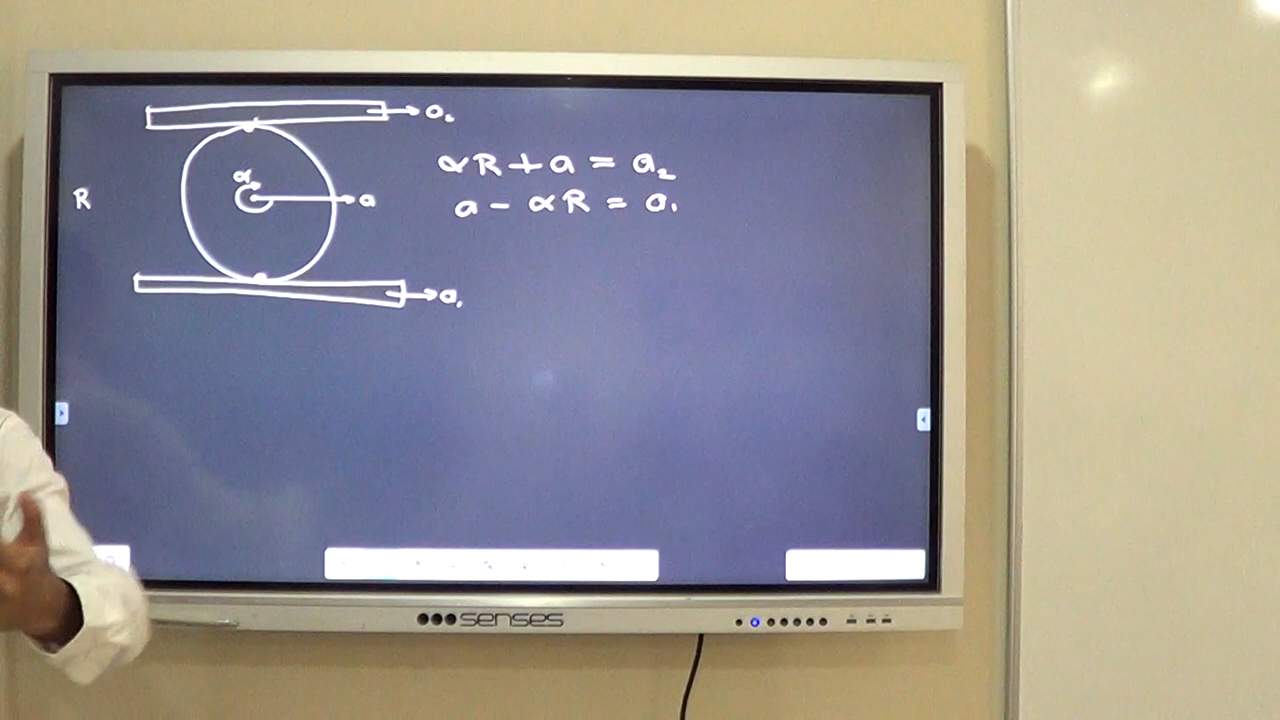 a₂
αR + a = a₂
α
R
a
a - αR = a₁
a₁
senses